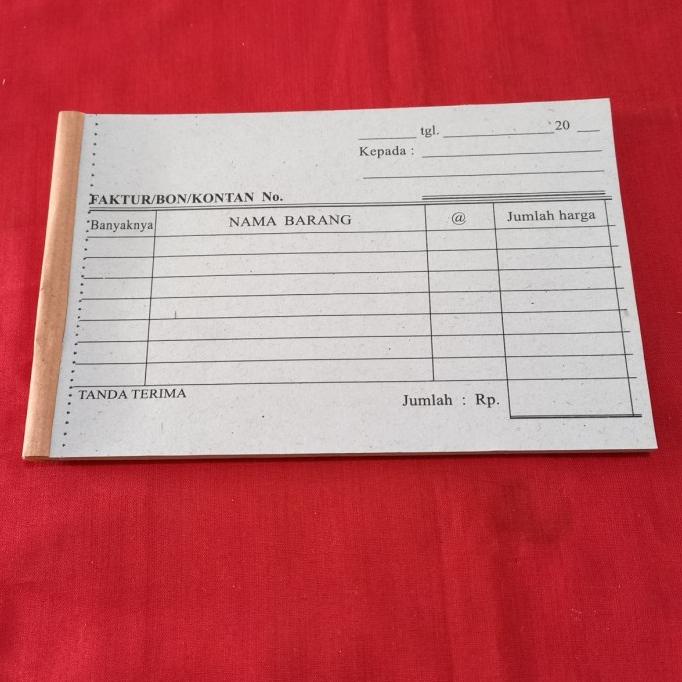 tgl. 20
Kepada :
FAKTUR/BON/KONTAN No.
Banyaknya NAMA BARANG @ Jumlah harga
TANDA TERIMA Jumlah : Rp.